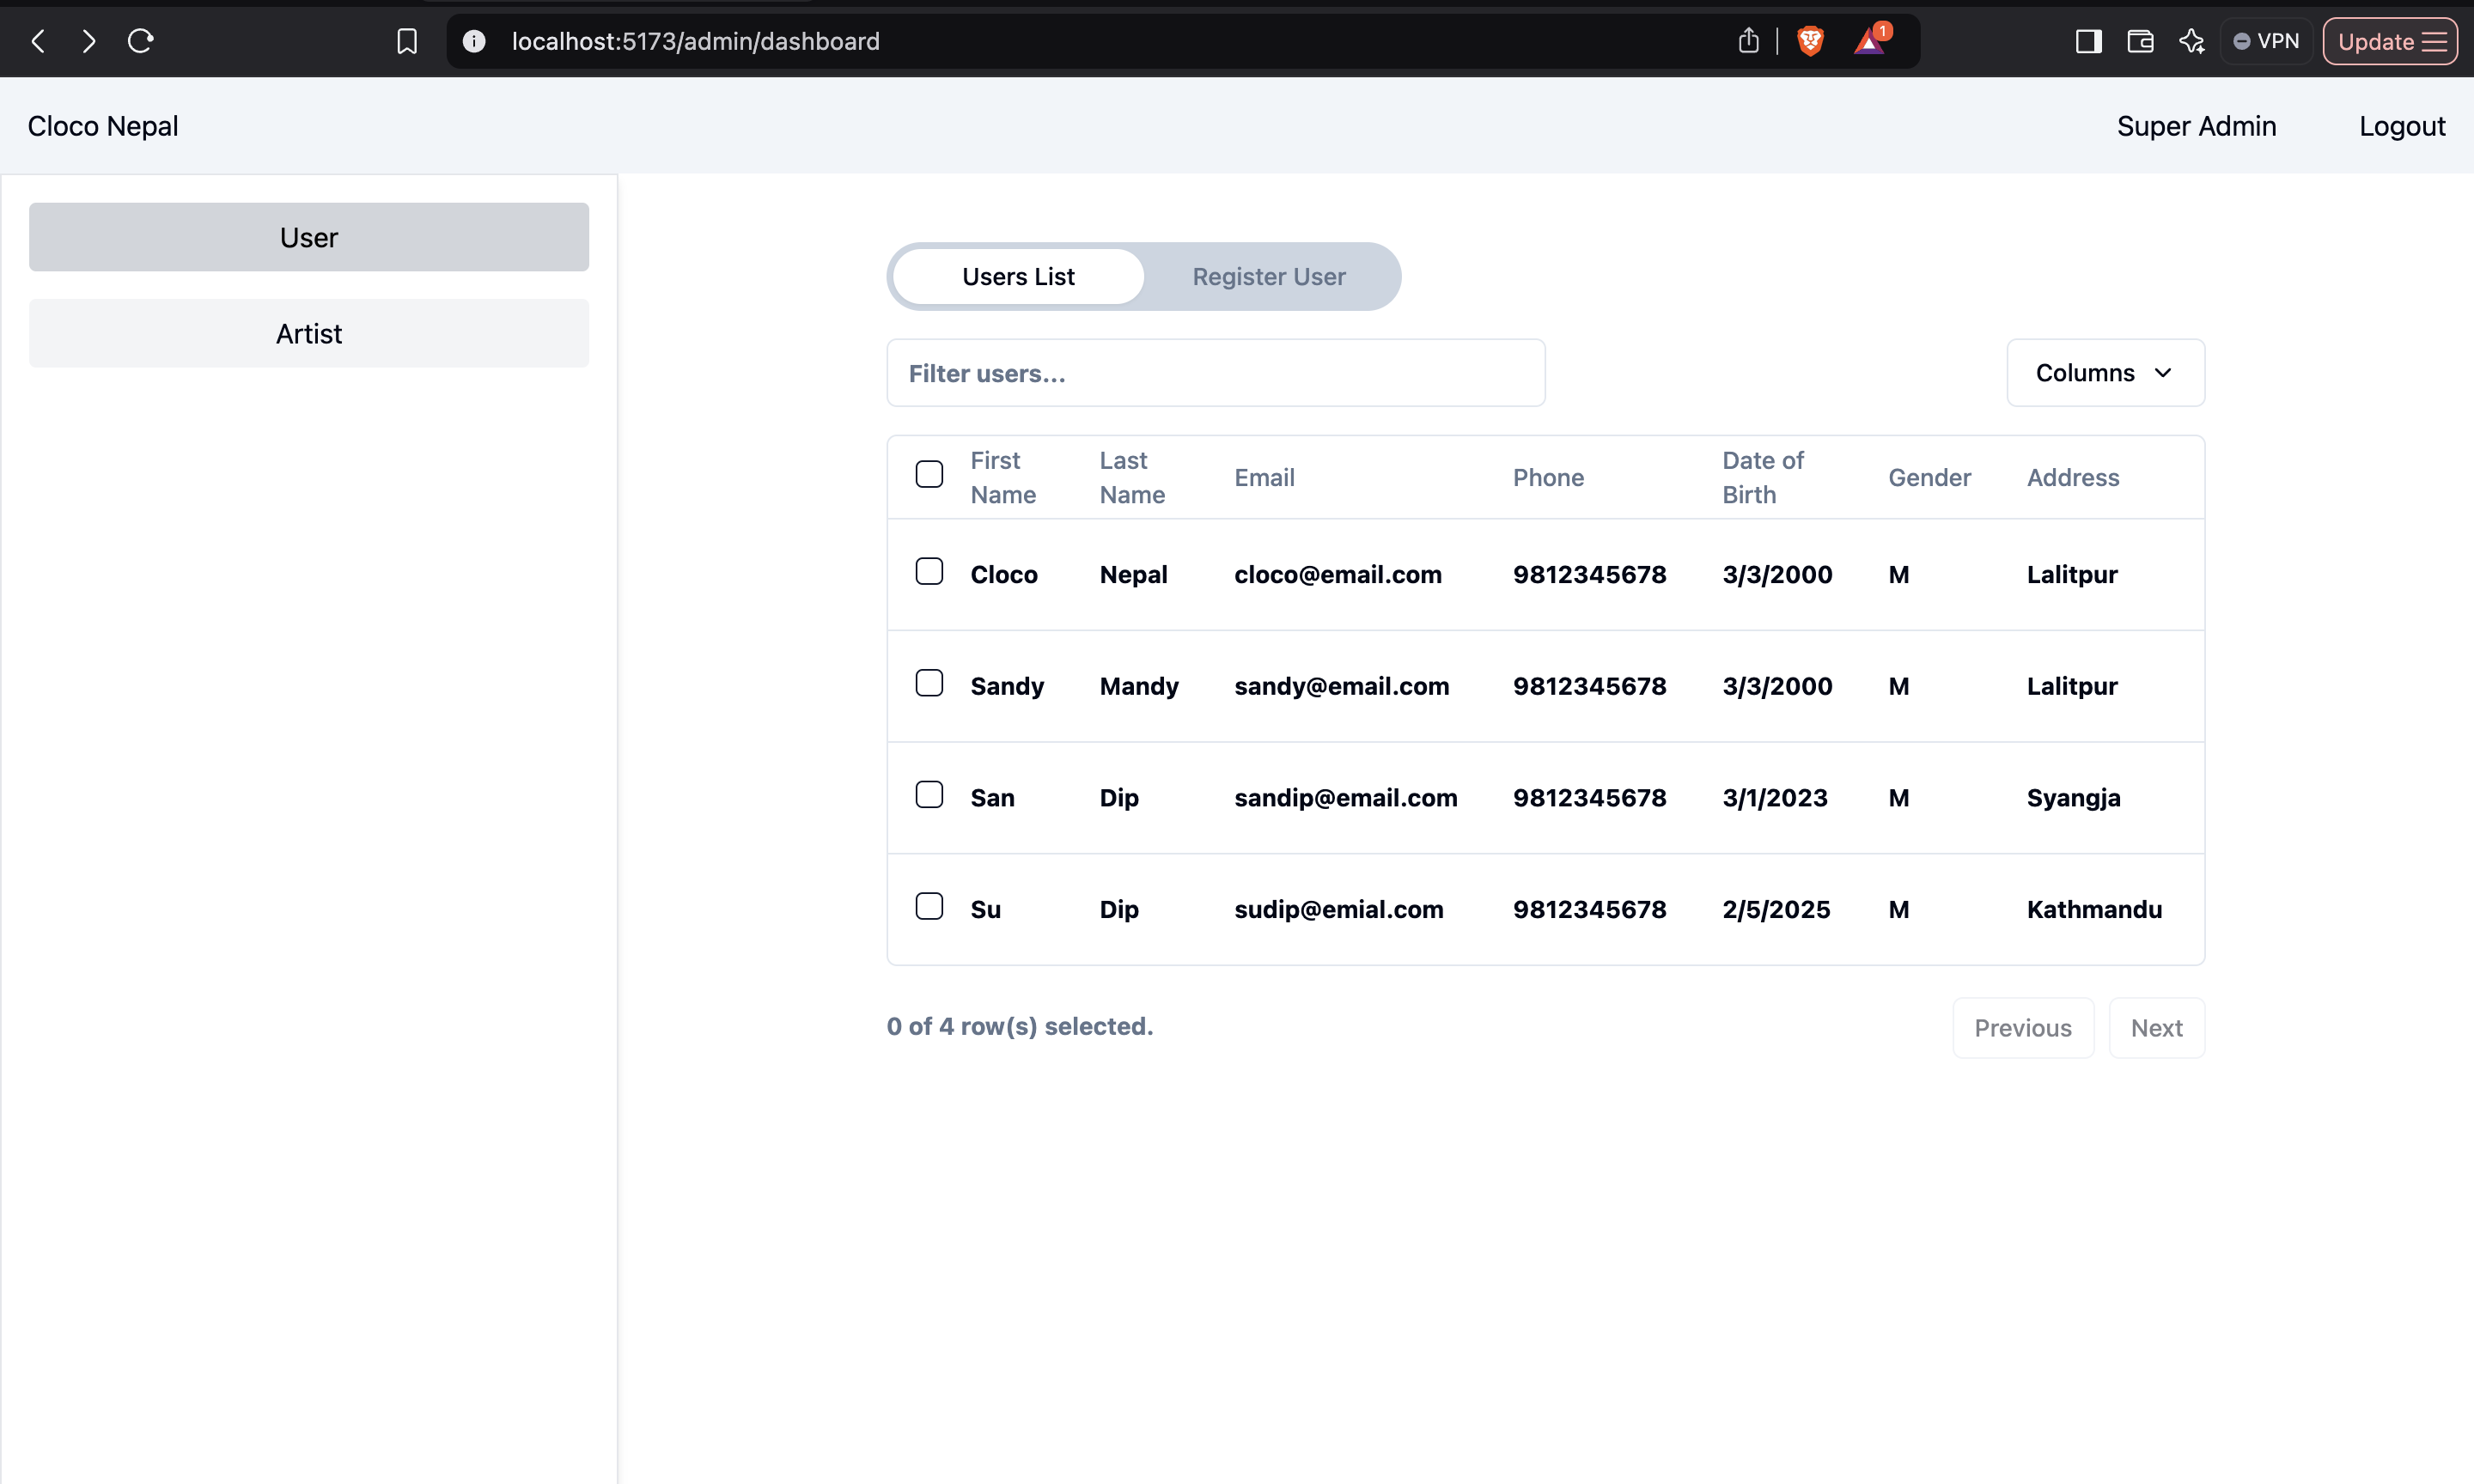 localhost:5173/admin/dashboard 1 VPN Update
Cloco Nepal Super Admin Logout
User
Artist
Users List Register User
Filter users... Columns
First Name Last Name Email Phone Date of Birth Gender Address
Cloco Nepal cloco@email.com 9812345678 3/3/2000 M Lalitpur
Sandy Mandy sandy@email.com 9812345678 3/3/2000 M Lalitpur
San Dip sandip@email.com 9812345678 3/1/2023 M Syangja
Su Dip sudip@emial.com 9812345678 2/5/2025 M Kathmandu
0 of 4 row(s) selected. Previous Next